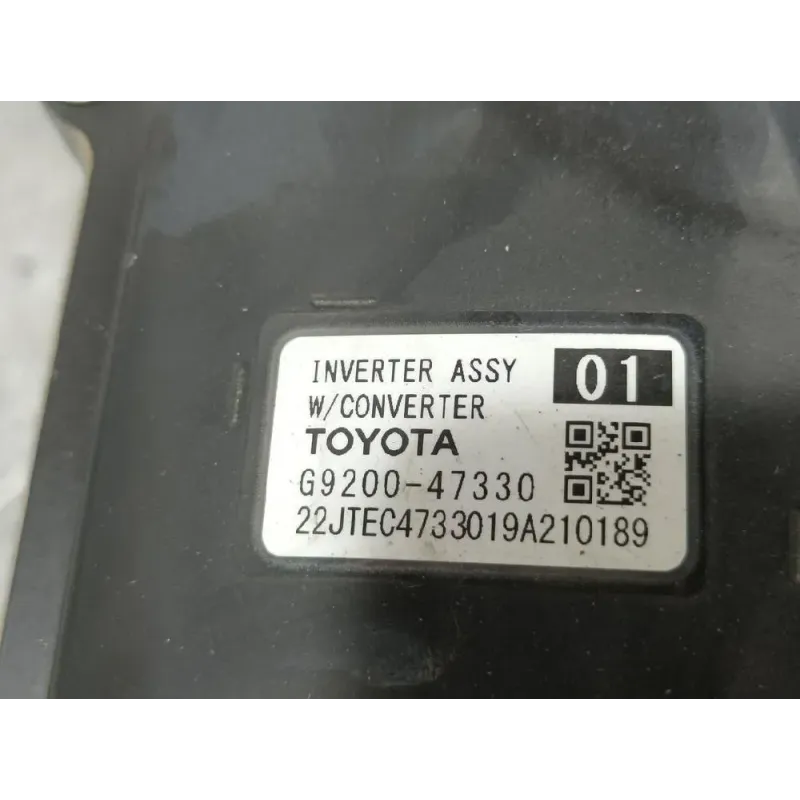 INVERTER ASSY 01
W/CONVERTER
TOYOTA
G9200-47330
22JTEC4733019A210189